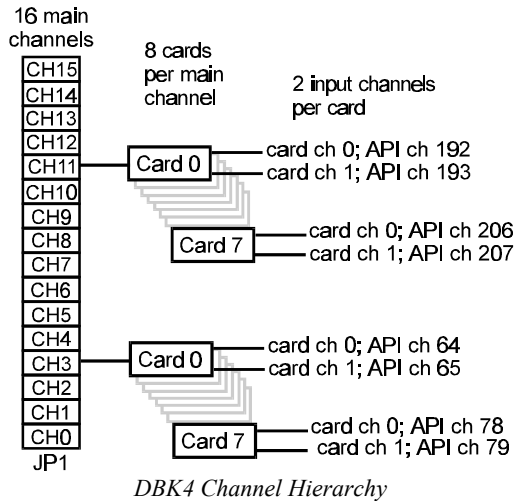 16 main
channels
8 cards
per main
channel
2 input channels
per card
CH15
CH14
CH13
CH12
CH11
CH10
CH9
CH8
CH7
CH6
CH5
CH4
CH3
CH2
CH1
CH0
JP1
Card 0
card ch 0; API ch 192
card ch 1; API ch 193
Card 7
card ch 0; API ch 206
card ch 1; API ch 207
Card 0
card ch 0; API ch 64
card ch 1; API ch 65
Card 7
card ch 0; API ch 78
card ch 1; API ch 79
DBK4 Channel Hierarchy